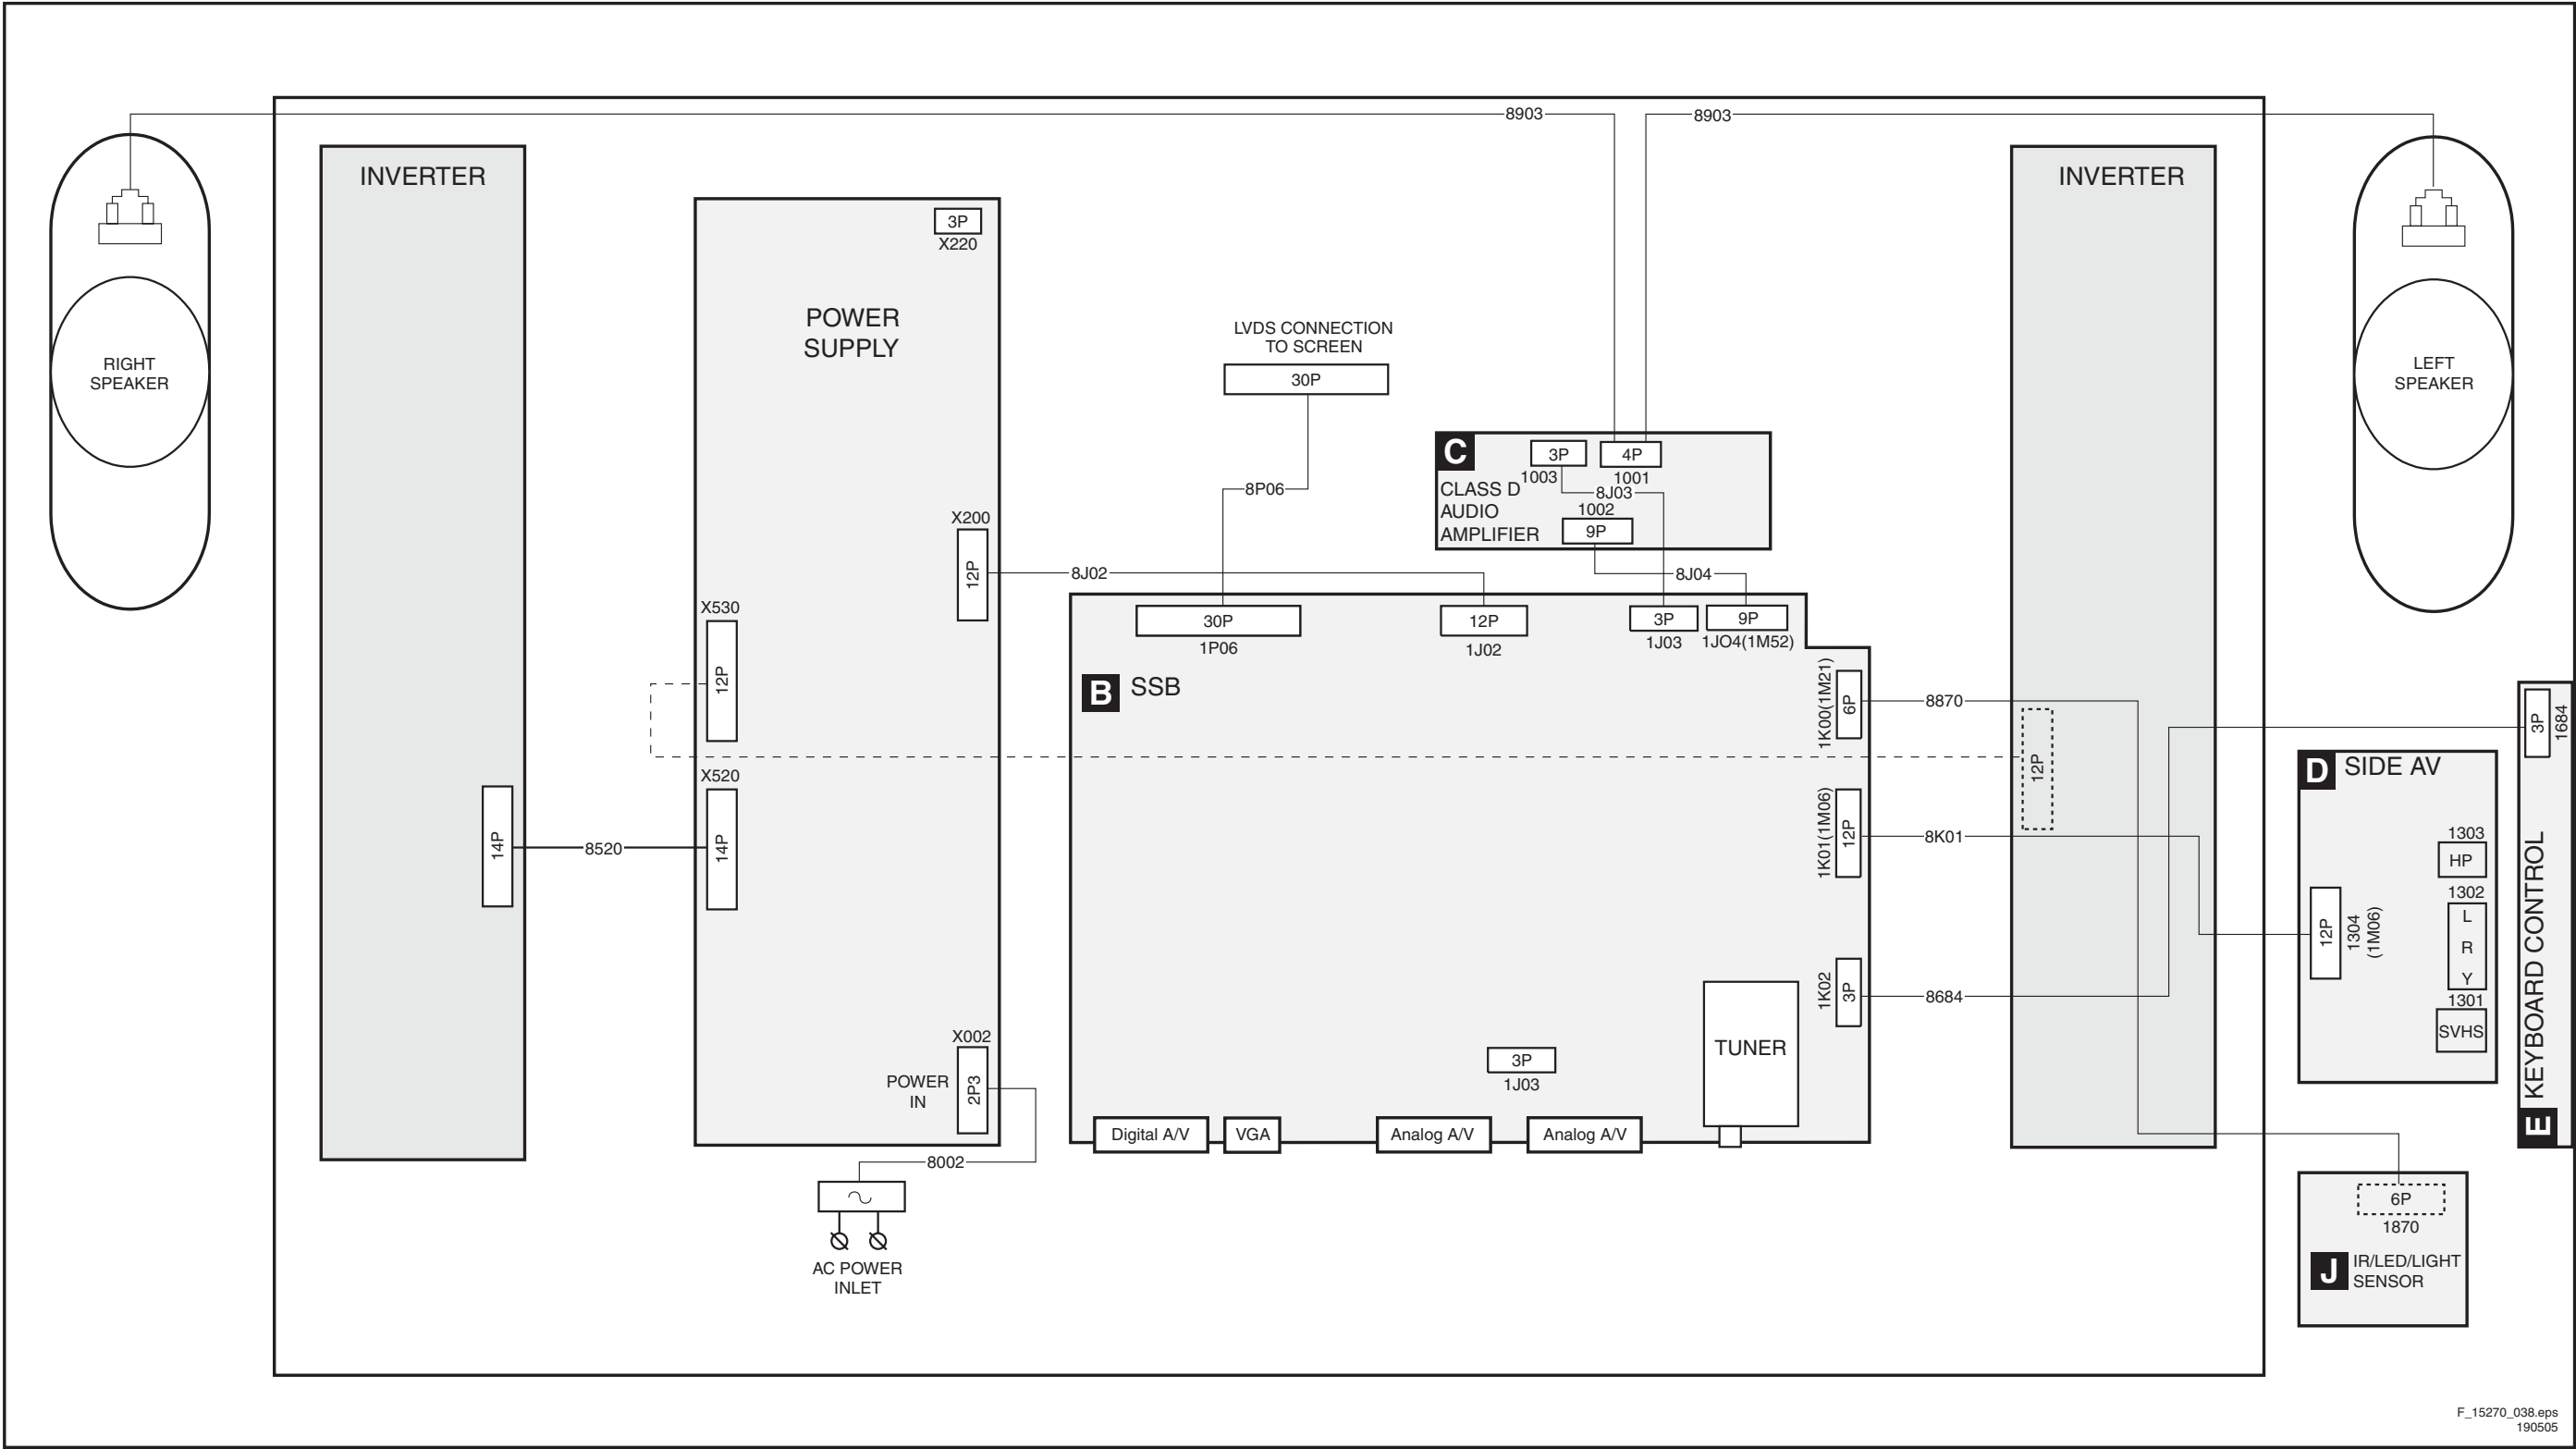 8903
8903
INVERTER
RIGHT
SPEAKER
14P
8520
POWER
SUPPLY
3P
X220
X200
12P
X530
12P
X520
14P
X002
2P3
POWER
IN
8002
AC POWER
INLET
LVDS CONNECTION
TO SCREEN
30P
8P06
8J02
C
CLASS D
AUDIO
AMPLIFIER
3P
1003
4P
1001
8J03
1002
9P
8J04
30P
1P06
12P
1J02
3P
1J03
9P
1JO4(1M52)
B SSB
1K00(1M21)
6P
8870
1K01(1M06)
12P
8K01
1K02
3P
8684
TUNER
3P
1J03
Digital A/V
VGA
Analog A/V
Analog A/V
INVERTER
12P
LEFT
SPEAKER
D SIDE AV
1303
HP
1302
L
R
Y
1301
SVHS
12P
1304
(1M06)
3P
1684
E KEYBOARD CONTROL
6P
1870
J IR/LED/LIGHT
SENSOR
F_15270_038.eps
190505